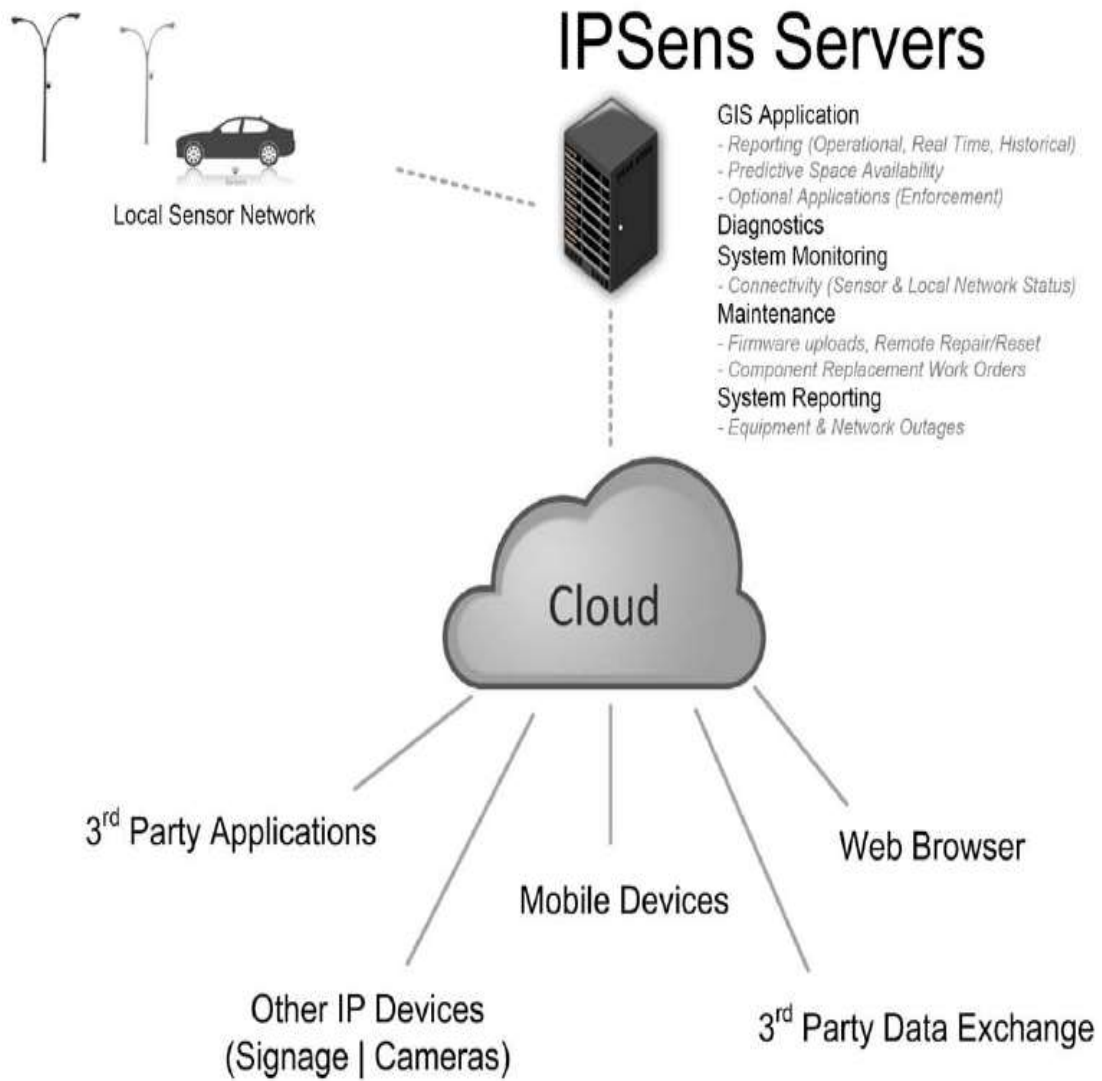 IPSens Servers
GIS Application
- Reporting (Operational, Real Time, Historical)
- Predictive Space Availability
- Optional Applications (Enforcement)
Diagnostics
System Monitoring
- Connectivity (Sensor & Local Network Status)
Maintenance
- Firmware uploads, Remote Repair/Reset
- Component Replacement Work Orders
System Reporting
- Equipment & Network Outages
Local Sensor Network
Cloud
3rd Party Applications
Web Browser
Mobile Devices
Other IP Devices
(Signage | Cameras)
3rd Party Data Exchange